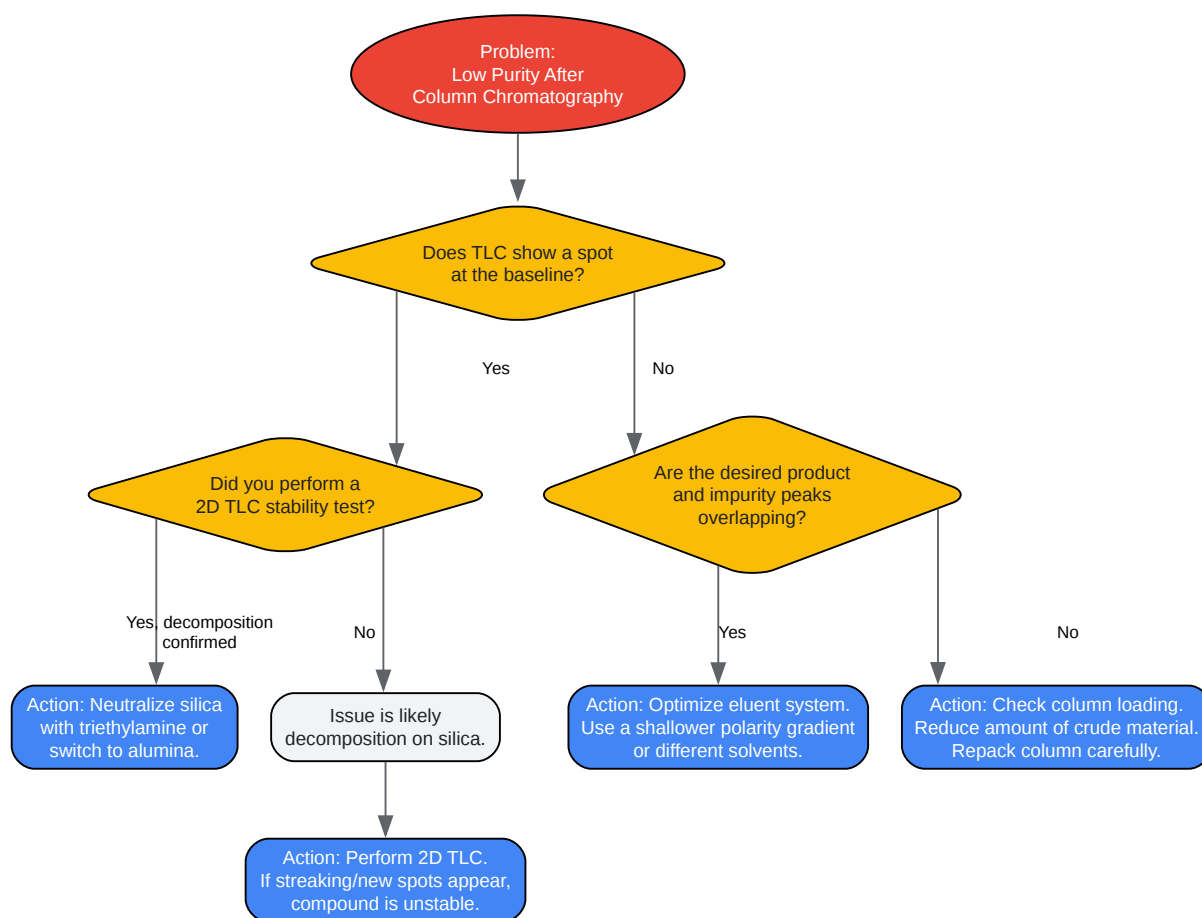 Problem:
Low Purity After
Column Chromatography
Does TLC show a spot
at the baseline?
Yes
No
Did you perform a
2D TLC stability test?
Are the desired product
and impurity peaks
overlapping?
Yes, decomposition
confirmed
No
Yes
No
Action: Neutralize silica
with triethylamine or
switch to alumina.
Issue is likely
decomposition on silica.
Action: Optimize eluent system.
Use a shallower polarity gradient
or different solvents.
Action: Check column loading.
Reduce amount of crude material.
Repack column carefully.
Action: Perform 2D TLC.
If streaking/new spots appear,
compound is unstable.